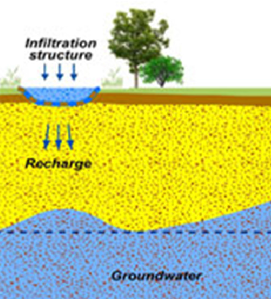 Infiltration
structure
Recharge
Groundwater